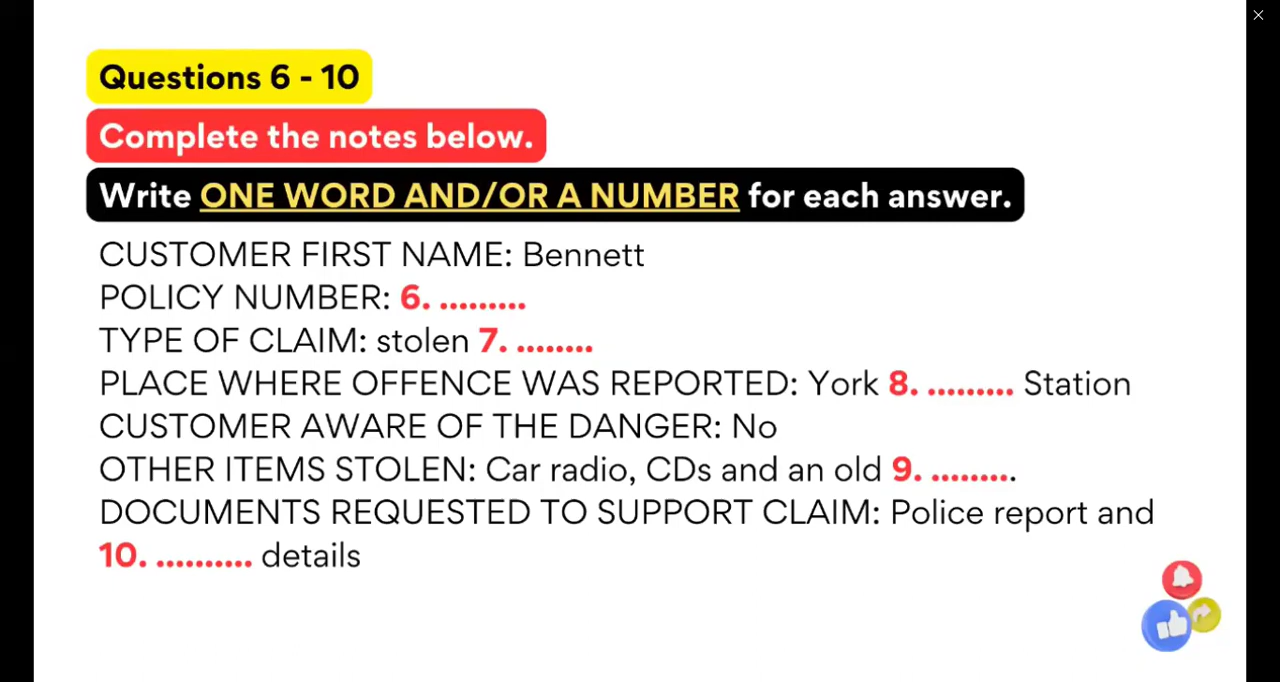 Questions 6 - 10
Complete the notes below.
Write ONE WORD AND/OR A NUMBER for each answer.
CUSTOMER FIRST NAME: Bennett
POLICY NUMBER: 6. .........
TYPE OF CLAIM: stolen 7. ........
PLACE WHERE OFFENCE WAS REPORTED: York 8. ......... Station
CUSTOMER AWARE OF THE DANGER: No
OTHER ITEMS STOLEN: Car radio, CDs and an old 9. .........
DOCUMENTS REQUESTED TO SUPPORT CLAIM: Police report and
10. .......... details